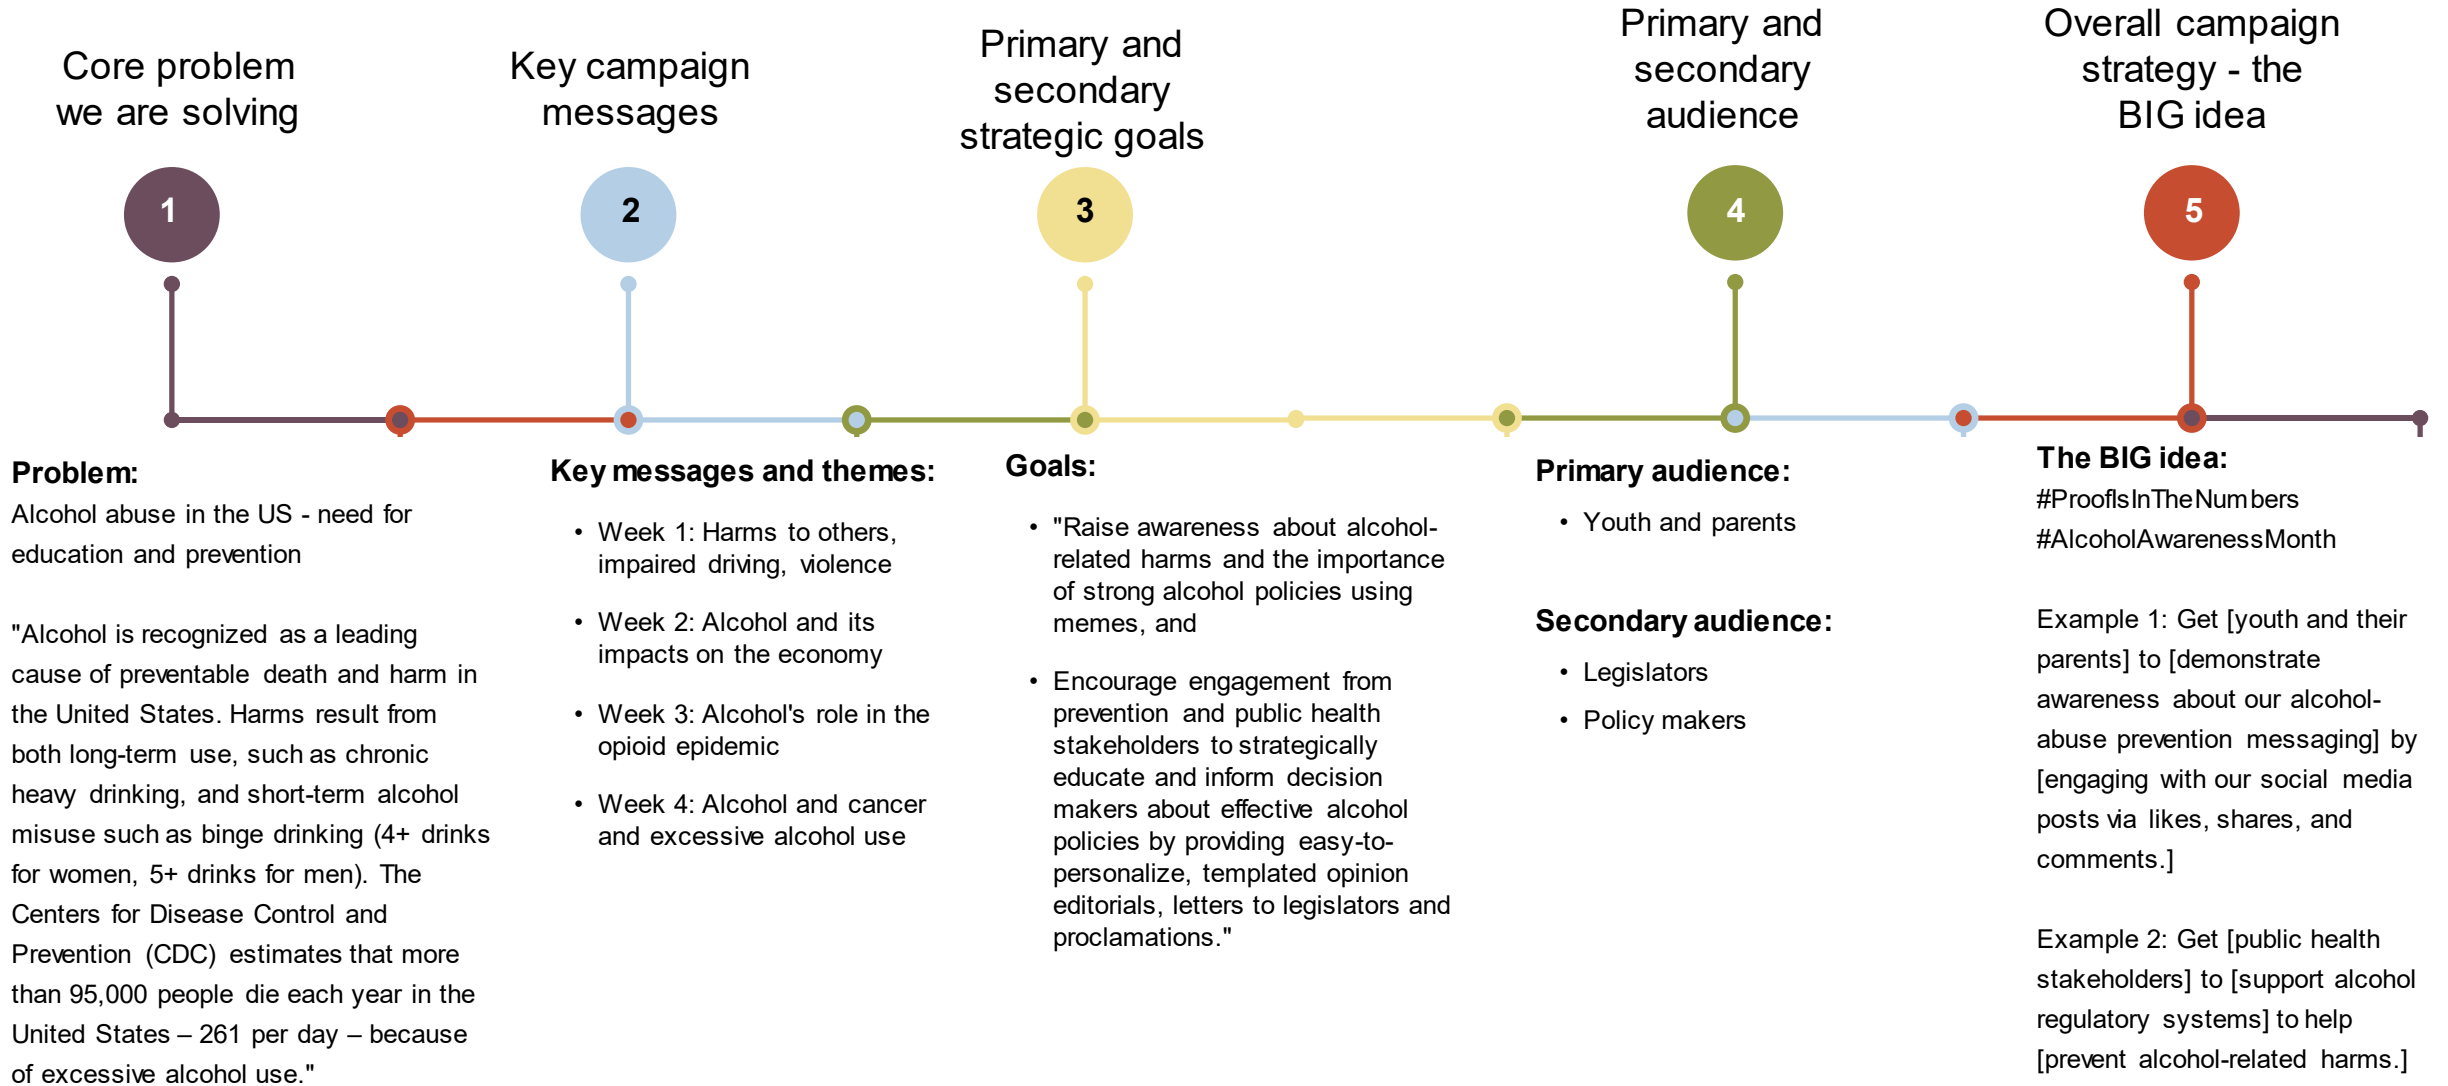 Core problem
we are solving
Key campaign
messages
Primary and
secondary
strategic goals
Primary and
secondary
audience
Overall campaign
strategy - the
BIG idea
1
2
3
4
5
Problem:
Alcohol abuse in the US - need for
education and prevention
"Alcohol is recognized as a leading
cause of preventable death and harm in
the United States. Harms result from
both long-term use, such as chronic
heavy drinking, and short-term alcohol
misuse such as binge drinking (4+ drinks
for women, 5+ drinks for men). The
Centers for Disease Control and
Prevention (CDC) estimates that more
than 95,000 people die each year in the
United States – 261 per day – because
of excessive alcohol use."
Key messages and themes:
• Week 1: Harms to others,
impaired driving, violence
• Week 2: Alcohol and its
impacts on the economy
• Week 3: Alcohol's role in the
opioid epidemic
• Week 4: Alcohol and cancer
and excessive alcohol use
Goals:
• "Raise awareness about alcohol-
related harms and the importance
of strong alcohol policies using
memes, and
• Encourage engagement from
prevention and public health
stakeholders to strategically
educate and inform decision
makers about effective alcohol
policies by providing easy-to-
personalize, templated opinion
editorials, letters to legislators and
proclamations."
Primary audience:
• Youth and parents
Secondary audience:
• Legislators
• Policy makers
The BIG idea:
#ProofIsInTheNumbers
#AlcoholAwarenessMonth
Example 1: Get [youth and their
parents] to [demonstrate
awareness about our alcohol-
abuse prevention messaging] by
[engaging with our social media
posts via likes, shares, and
comments.]
Example 2: Get [public health
stakeholders] to [support alcohol
regulatory systems] to help
[prevent alcohol-related harms.]